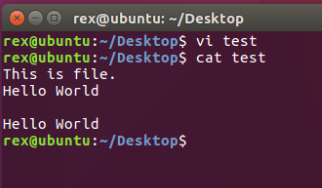 rex@ubuntu: ~/Desktop
rex@ubuntu:~/Desktop$ vi test
rex@ubuntu:~/Desktop$ cat test
This is file.
Hello World

Hello World
rex@ubuntu:~/Desktop$